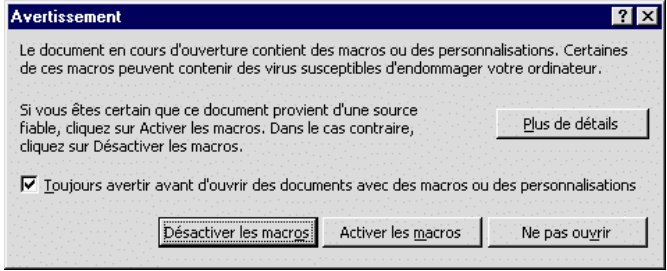 Avertissement
Le document en cours d'ouverture contient des macros ou des personnalisations. Certaines
de ces macros peuvent contenir des virus susceptibles d'endommager votre ordinateur.
Si vous êtes certain que ce document provient d'une source
fiable, cliquez sur Activer les macros. Dans le cas contraire,
cliquez sur Désactiver les macros.
Plus de détails
Toujours avertir avant d'ouvrir des documents avec des macros ou des personnalisations
Désactiver les macros
Activer les macros
Ne pas ouvrir